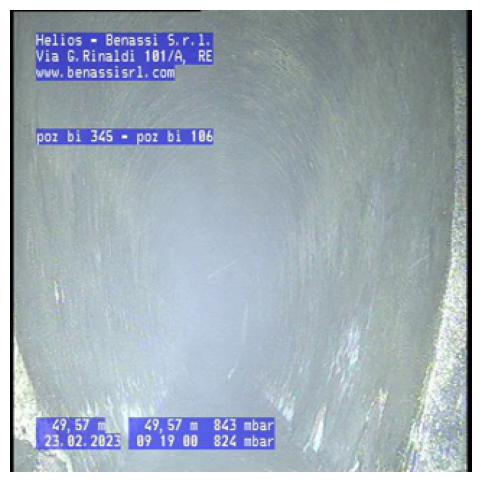 Helios - Benassi S.r.l.
Via G.Rinaldi 101/A, RE
www.benassisrl.com
poz bi 345 - poz bi 106
49,57 m 49,57 m 843 mbar
23.02.2023 09 19 00 824 mbar